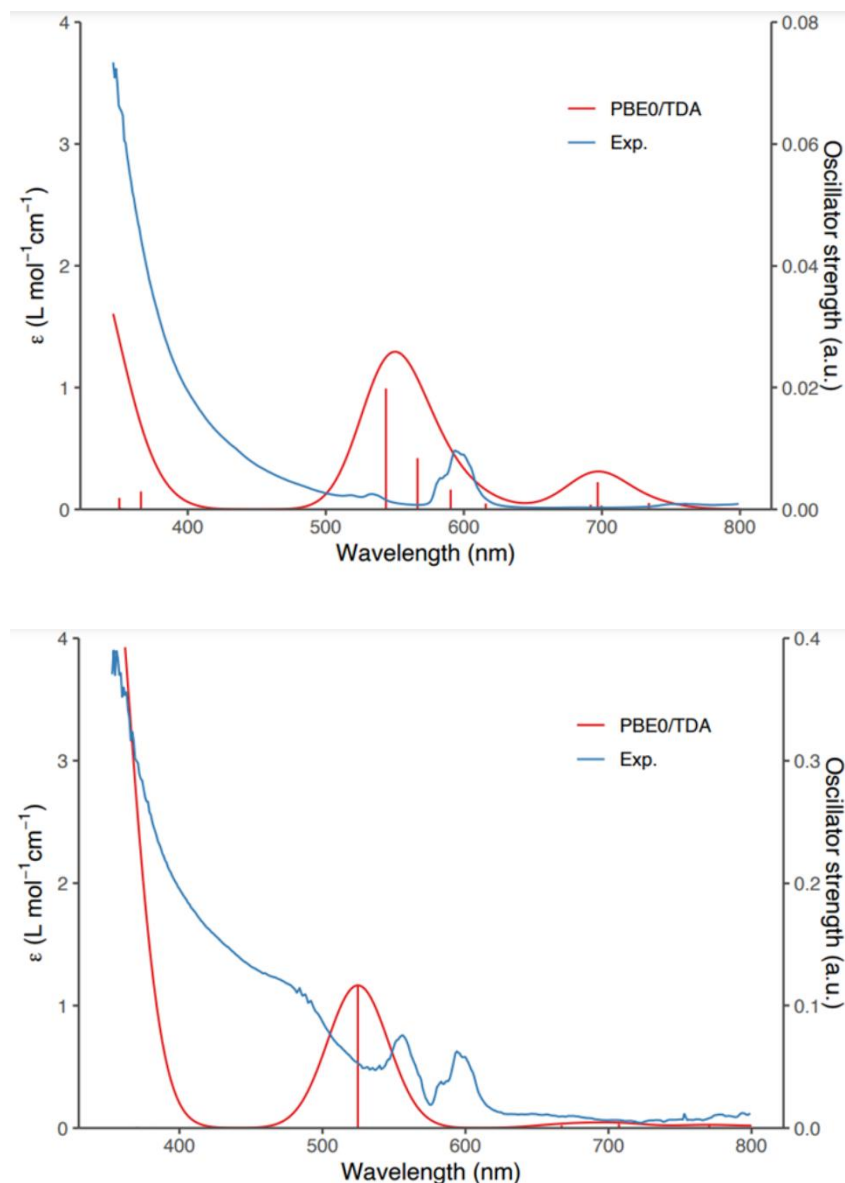 4
3
2
1
0
ε (L mol⁻¹cm⁻¹)
PBE0/TDA
Exp.
0.08
0.06
0.04
0.02
0.00
Oscillator strength (a.u.)
400 500 600 700 800
Wavelength (nm)
4
3
2
1
0
ε (L mol⁻¹cm⁻¹)
PBE0/TDA
Exp.
0.4
0.3
0.2
0.1
0.0
Oscillator strength (a.u.)
400 500 600 700 800
Wavelength (nm)